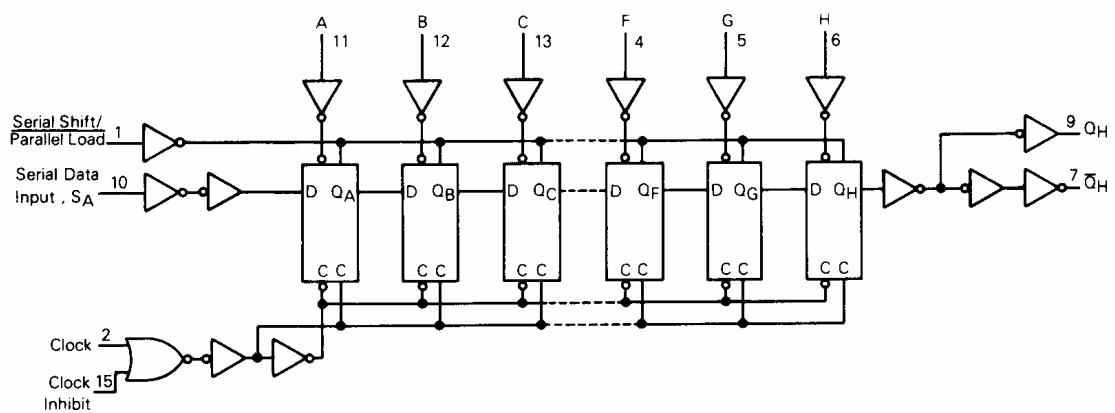 A B C F G H
11 12 13 4 5 6
Serial Shift/
Parallel Load 1
9 QH
Serial Data 10
Input , SA
D QA D QB D QC D QF D QG D QH
7 Q̅H
C C C C C C C C C C C C
Clock 2
Clock 15
Inhibit